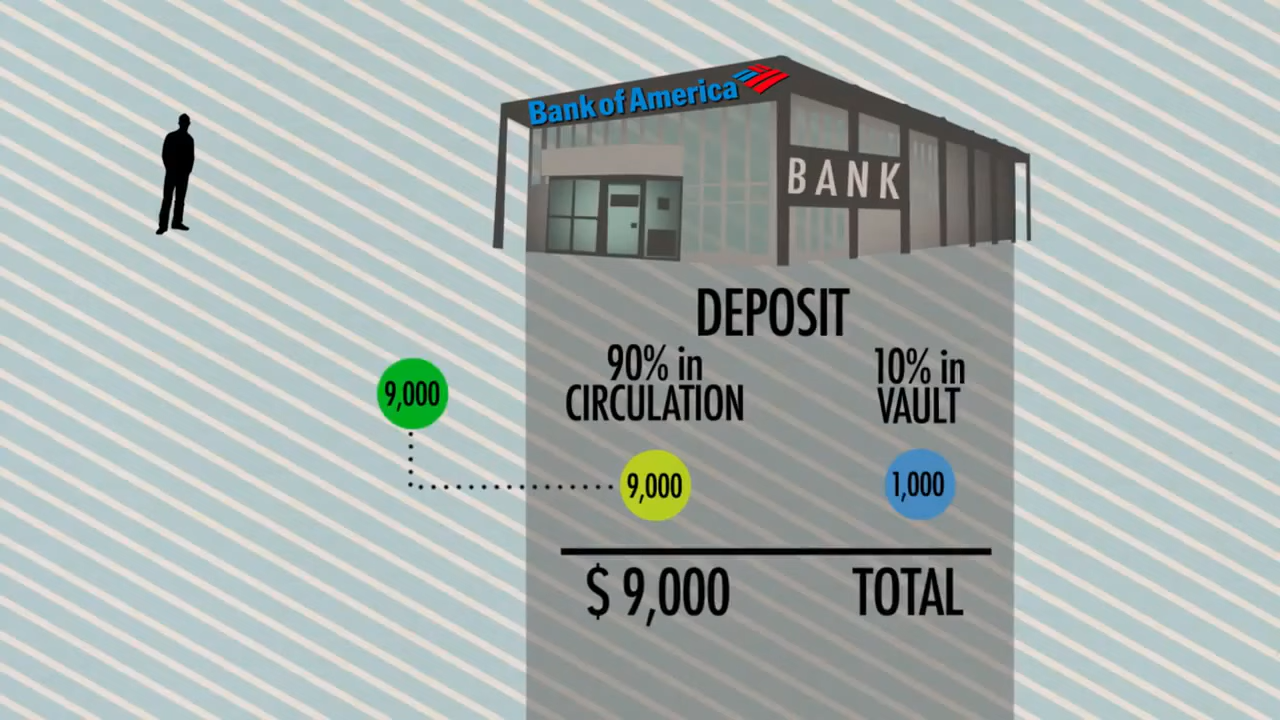 Bank of America
BANK
DEPOSIT
90% in
CIRCULATION
10% in
VAULT
9,000
9,000
1,000
$ 9,000 TOTAL